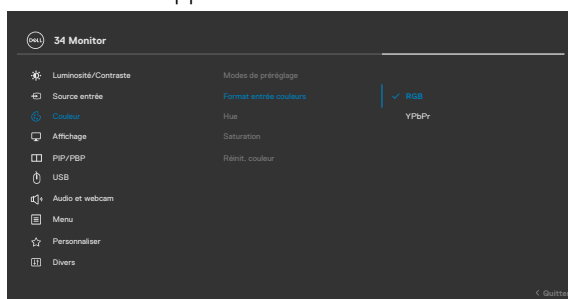 DELL
34 Monitor
Luminosité/Contraste
Modes de préréglage
Source entrée
Format entrée couleurs
RGB
Couleur
Hue
YPbPr
Affichage
Saturation
PIP/PBP
Réinit. couleur
USB
Audio et webcam
Menu
Personnaliser
Divers
Quitter